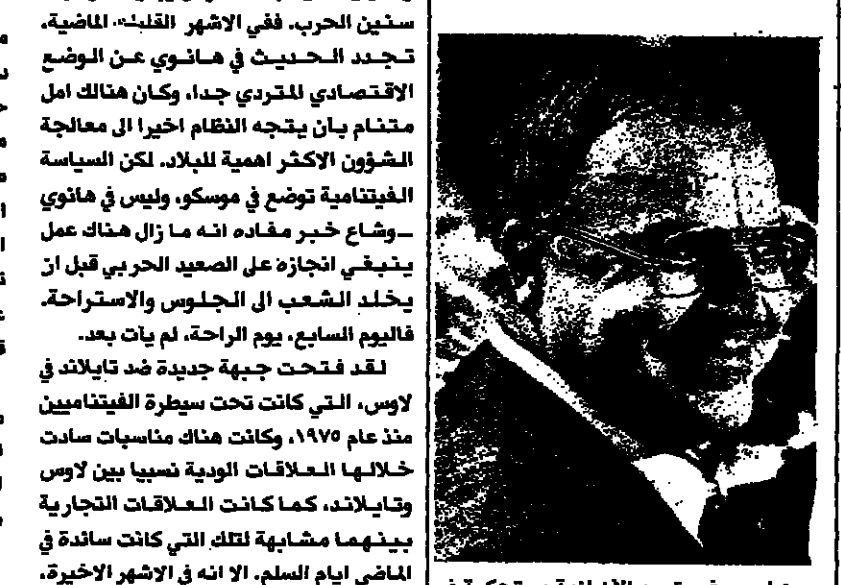 سنين الحرب. ففي الاشهر القليلة الماضية،
تجدد الحديث في هانوي عن الوضع
الاقتصادي المتردي جدا، وكان هنالك امل
متنام بأن يتجه النظام اخيرا الى معالجة
الشؤون الاكثر اهمية للبلاد. لكن السياسة
الفيتنامية توضع في موسكو، وليس في هانوي
ـ وشاع خبر مفاده انه ما زال هناك عمل
ينبغي انجازه على الصعيد الحربي قبل ان
يخلد الشعب الى الجلوس والاستراحة.
فاليوم السابع، يوم الراحة، لم يأت بعد.
لقد فتحت جبهة جديدة ضد تايلاند في
لاوس، التي كانت تحت سيطرة الفيتناميين
منذ عام ١٩٧٥، وكانت هناك مناسبات سادت
خلالها العلاقات الودية نسبيا بين لاوس
وتايلاند، كما كانت العلاقات التجارية
بينهما مشابهة لتلك التي كانت سائدة في
الماضي ايام السلم. الا انه في الاشهر الاخيرة،